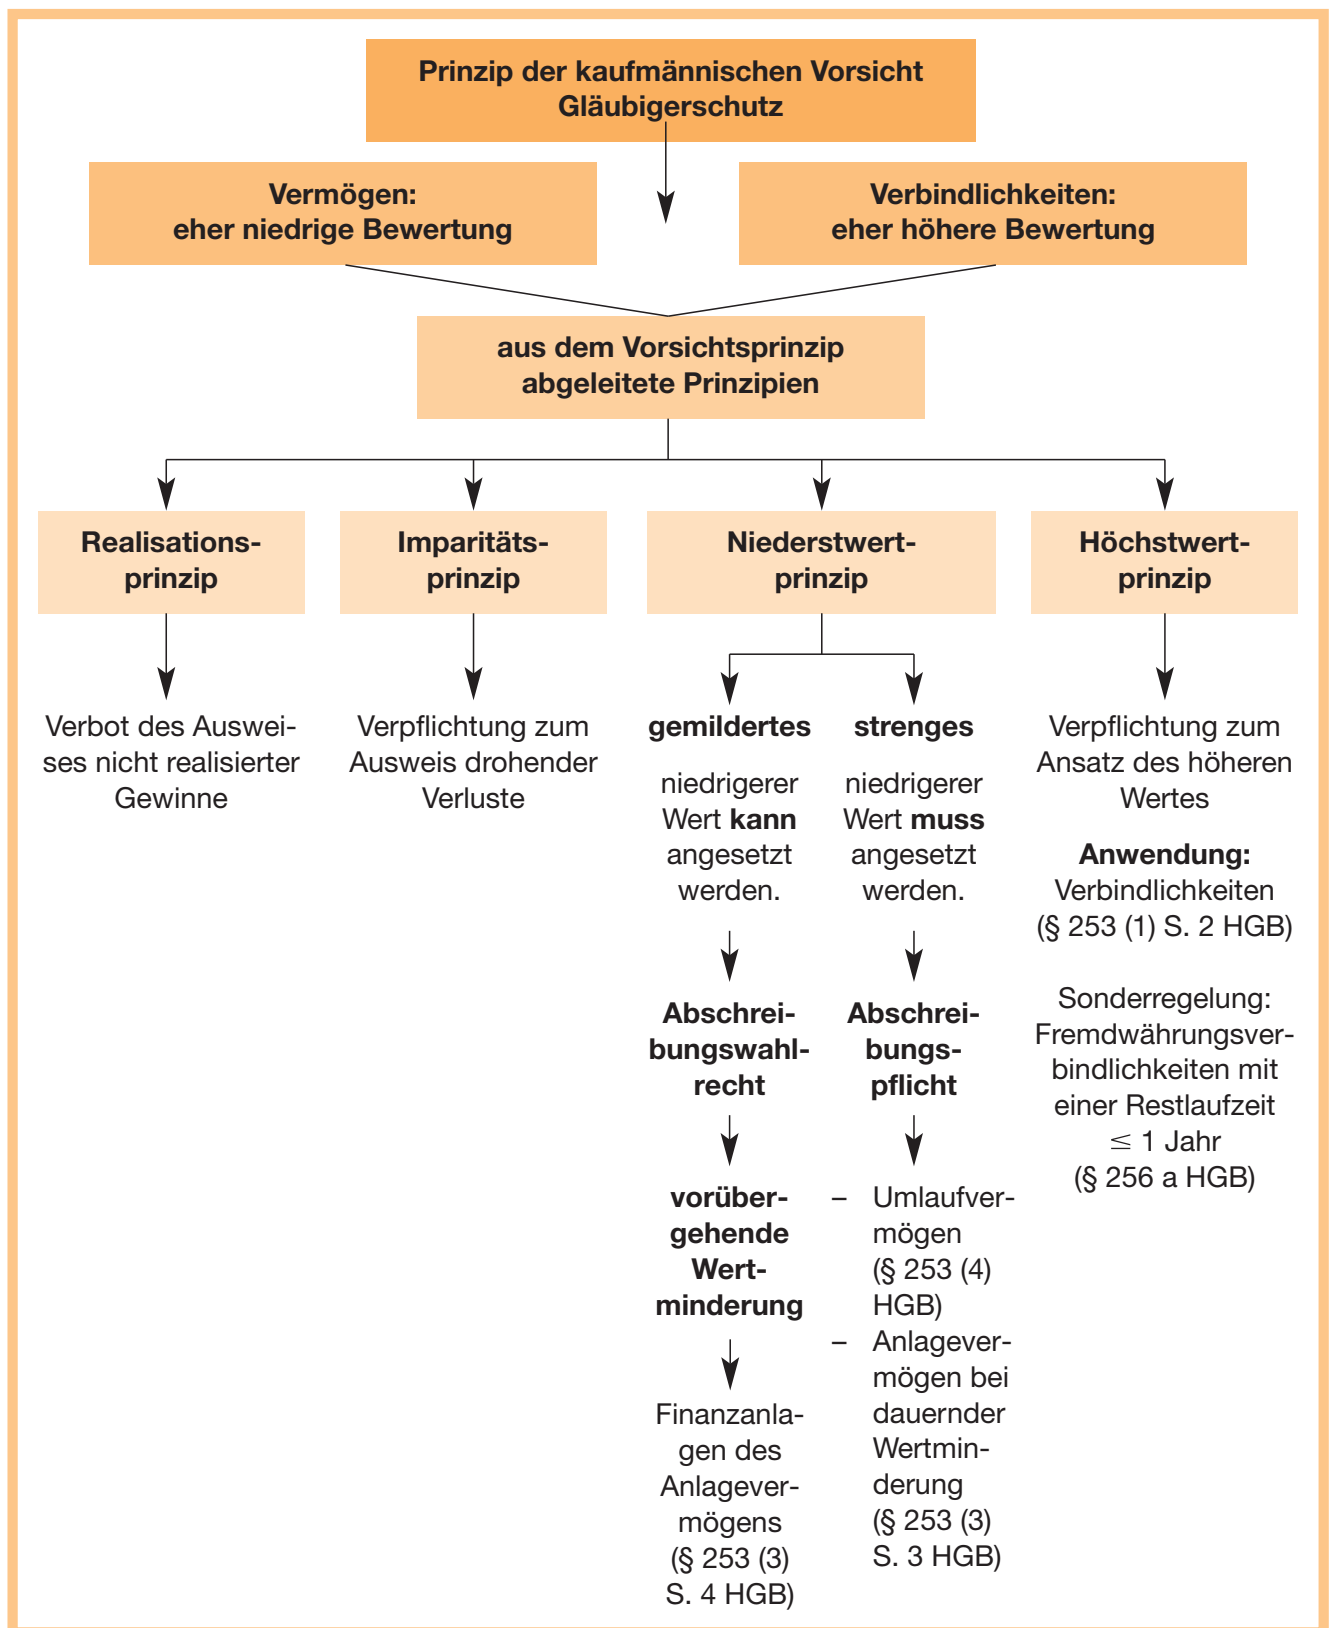 Prinzip der kaufmännischen Vorsicht
Gläubigerschutz
Vermögen:
eher niedrige Bewertung
Verbindlichkeiten:
eher höhere Bewertung
aus dem Vorsichtsprinzip
abgeleitete Prinzipien
Realisations-
prinzip
Verbot des Auswei-
ses nicht realisierter
Gewinne
Imparitäts-
prinzip
Verpflichtung zum
Ausweis drohender
Verluste
Niederstwert-
prinzip
gemildertes
niedrigerer
Wert kann
angesetzt
werden.
Abschrei-
bungswahl-
recht
vorüber-
gehende
Wert-
minderung
Finanzanla-
gen des
Anlagever-
mögens
(§ 253 (3)
S. 4 HGB)
strenges
niedrigerer
Wert muss
angesetzt
werden.
Abschrei-
bungs-
pflicht
– Umlaufver-
mögen
(§ 253 (4)
HGB)
– Anlagever-
mögen bei
dauernder
Wertmin-
derung
(§ 253 (3)
S. 3 HGB)
Höchstwert-
prinzip
Verpflichtung zum
Ansatz des höheren
Wertes
Anwendung:
Verbindlichkeiten
(§ 253 (1) S. 2 HGB)
Sonderregelung:
Fremdwährungsver-
bindlichkeiten mit
einer Restlaufzeit
≦ 1 Jahr
(§ 256 a HGB)